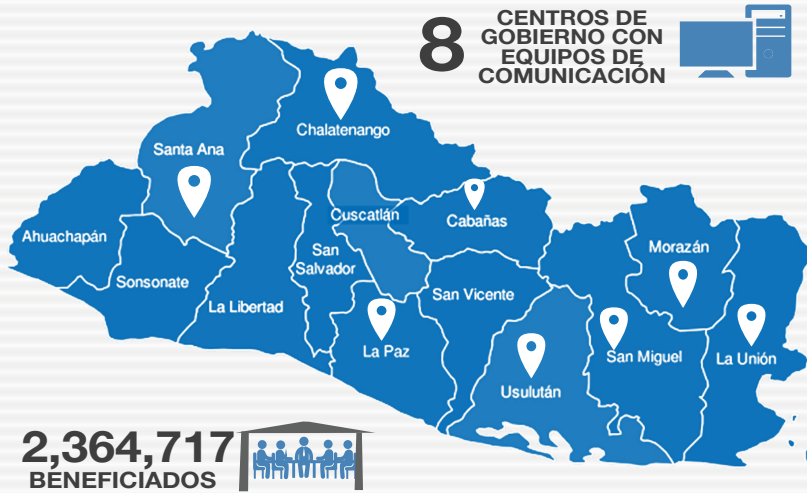 8
CENTROS DE
GOBIERNO CON
EQUIPOS DE
COMUNICACIÓN
Chalatenango
Santa Ana
Cuscatlán
Cabañas
Ahuachapán
San
Salvador
Morazán
Sonsonate
La Libertad
San Vicente
La Paz
San Miguel
La Unión
Usulután
2,364,717
BENEFICIADOS